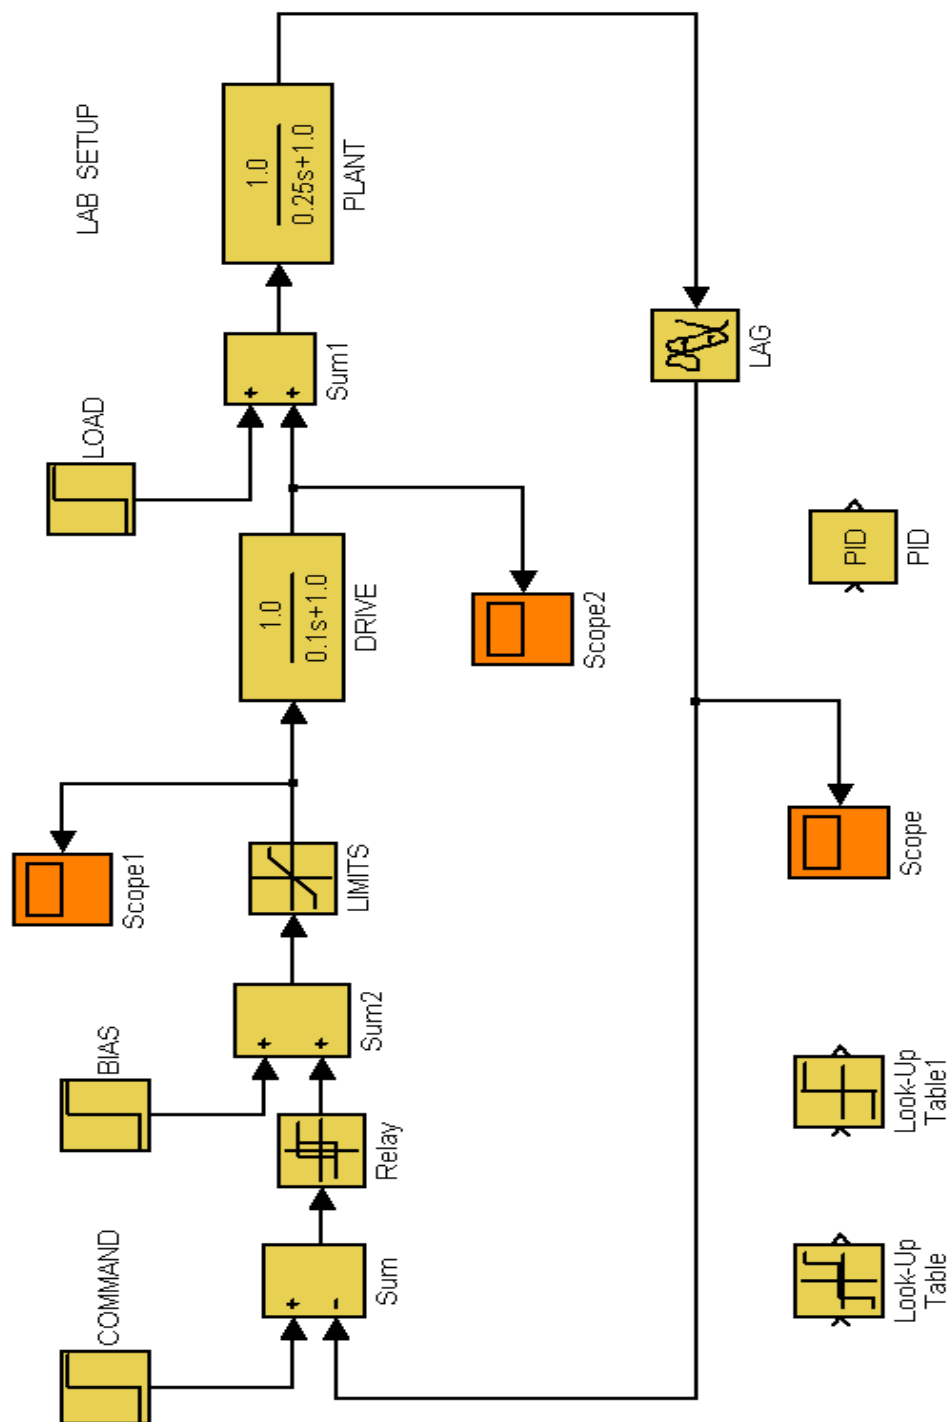 LAB SETUP
COMMAND
+
-
Sum
Relay
BIAS
+
+
Sum2
LIMITS
Scope1
1.0
0.1s+1.0
DRIVE
Scope2
LOAD
+
+
Sum1
1.0
0.25s+1.0
PLANT
LAG
Scope
PID
PID
Look-Up
Table
Look-Up
Table1